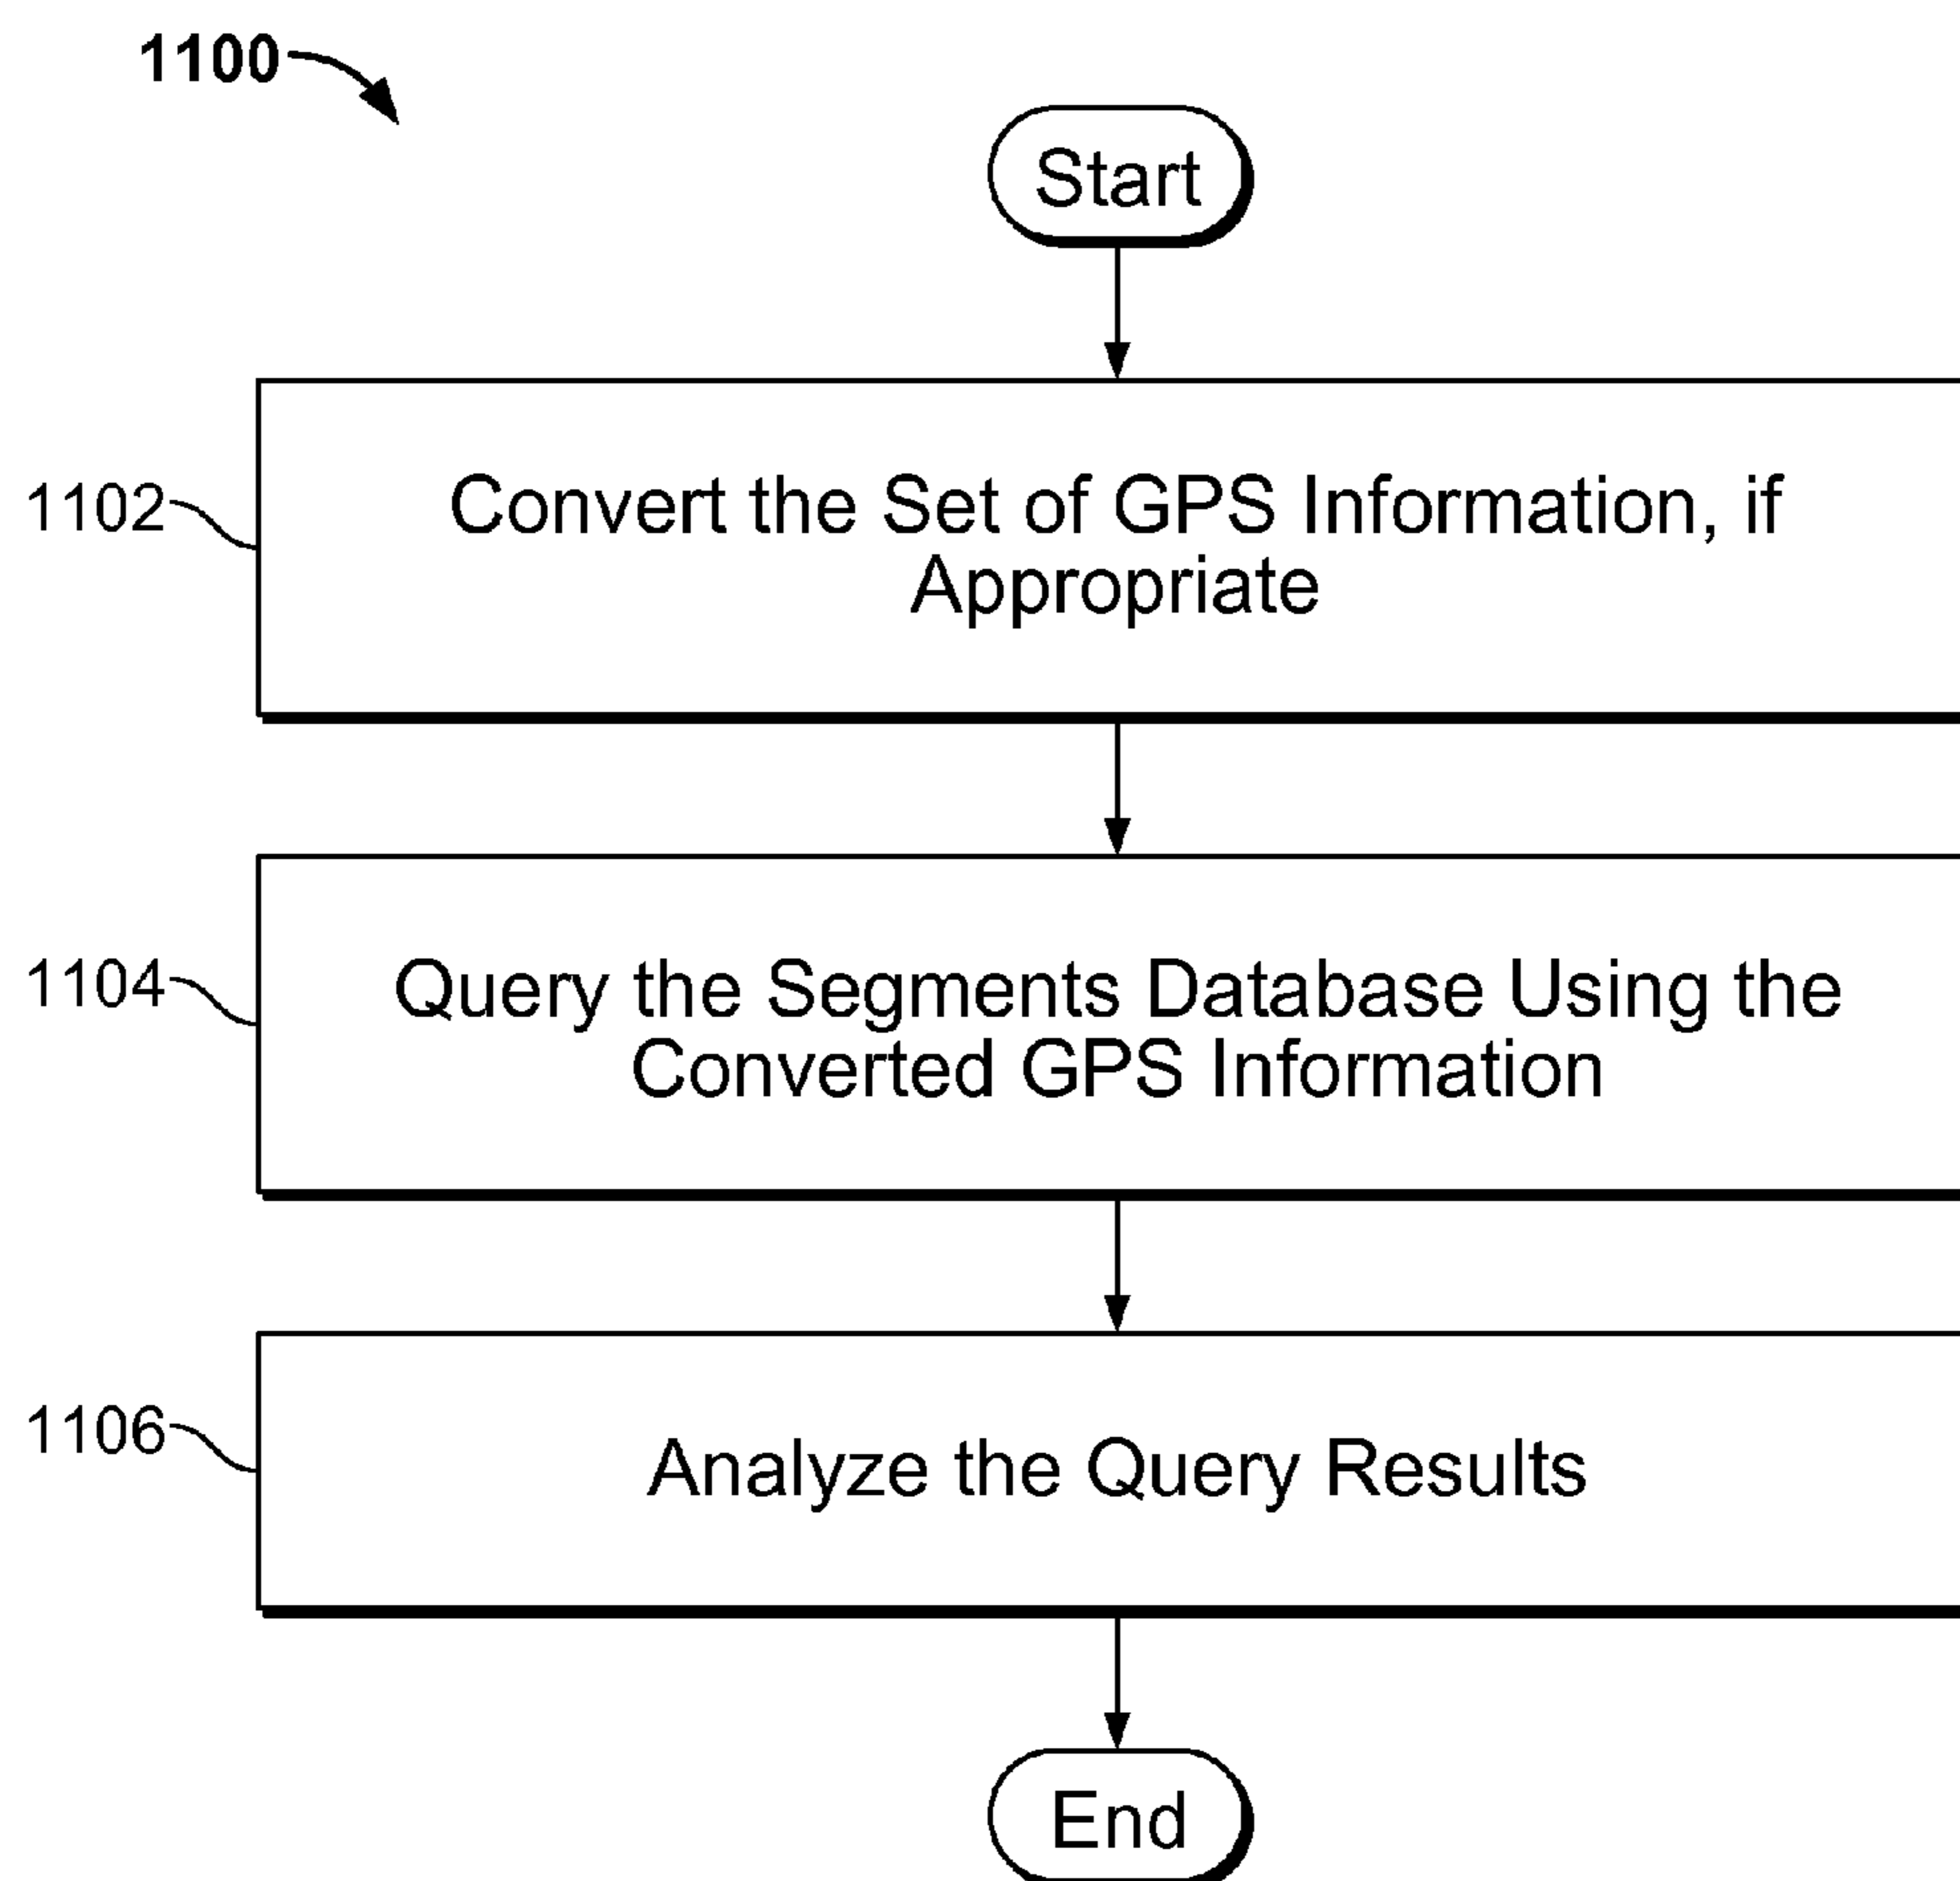 1100
Start
1102
Convert the Set of GPS Information, if
Appropriate
1104
Query the Segments Database Using the
Converted GPS Information
1106
Analyze the Query Results
End